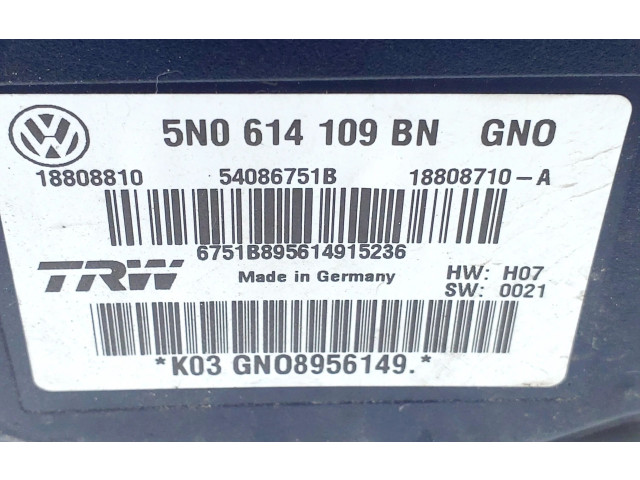 VW 5N0 614 109 BN GNO
18808810 54086751B 18808710-A
6751B895614915236
TRW Made in Germany HW: H07
SW: 0021
*K03 GNO8956149.*